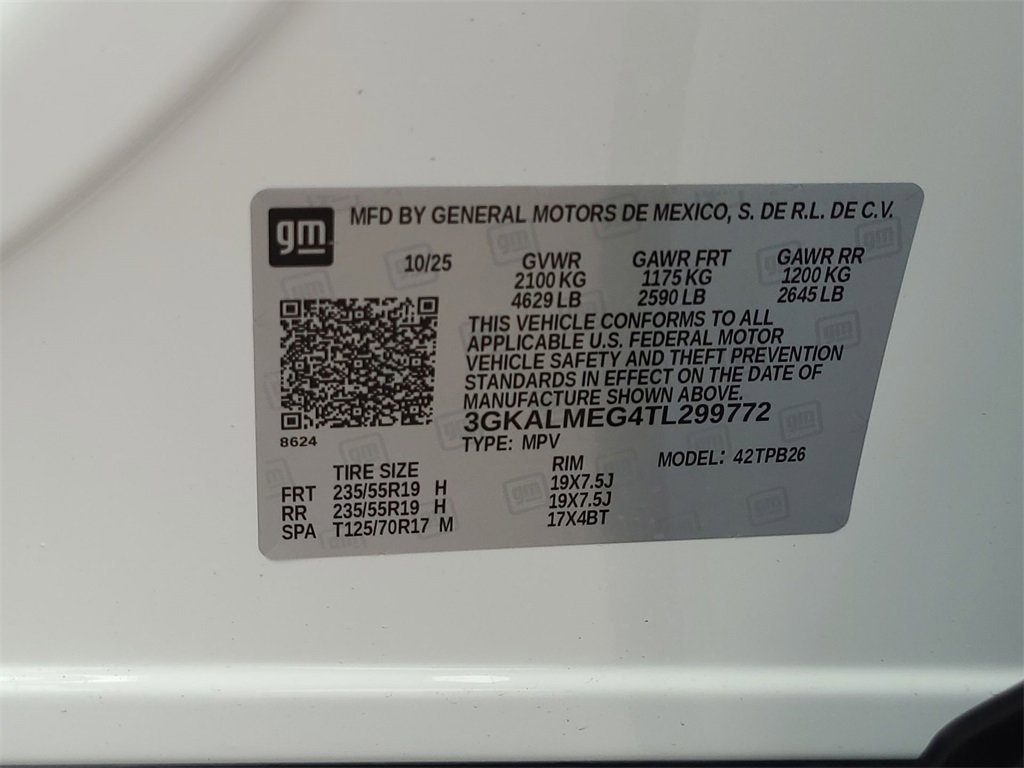 gm MFD BY GENERAL MOTORS DE MEXICO, S. DE R.L. DE C.V.
10/25 GVWR GAWR FRT GAWR RR
2100 KG 1175 KG 1200 KG
4629 LB 2590 LB 2645 LB
THIS VEHICLE CONFORMS TO ALL
APPLICABLE U.S. FEDERAL MOTOR
VEHICLE SAFETY AND THEFT PREVENTION
STANDARDS IN EFFECT ON THE DATE OF
MANUFACTURE SHOWN ABOVE.
3GKALMEG4TL299772
8624
TYPE: MPV MODEL: 42TPB26
TIRE SIZE RIM
FRT 235/55R19 H 19X7.5J
RR 235/55R19 H 19X7.5J
SPA T125/70R17 M 17X4BT